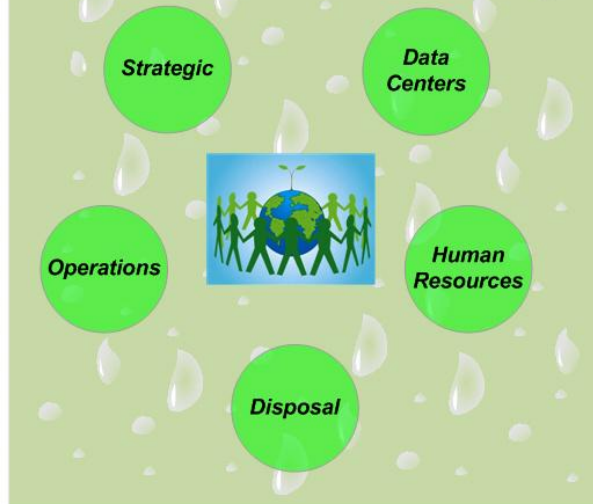 Strategic
Data
Centers
Operations
Human
Resources
Disposal